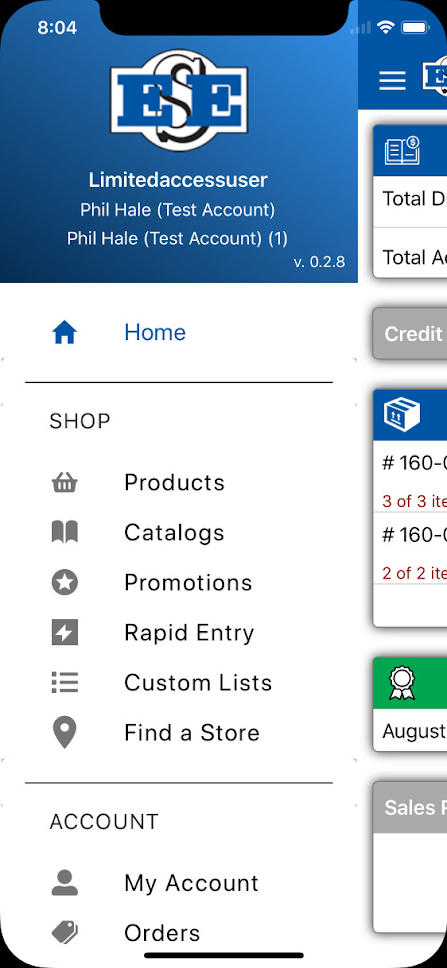 8:04
ESE
Limitedaccessuser
Phil Hale (Test Account)
Phil Hale (Test Account) (1)
v. 0.2.8
Home
SHOP
Products
Catalogs
Promotions
Rapid Entry
Custom Lists
Find a Store
ACCOUNT
My Account
Orders
Total D
Total A
Credit
# 160-0
3 of 3 ite
# 160-0
2 of 2 ite
August
Sales